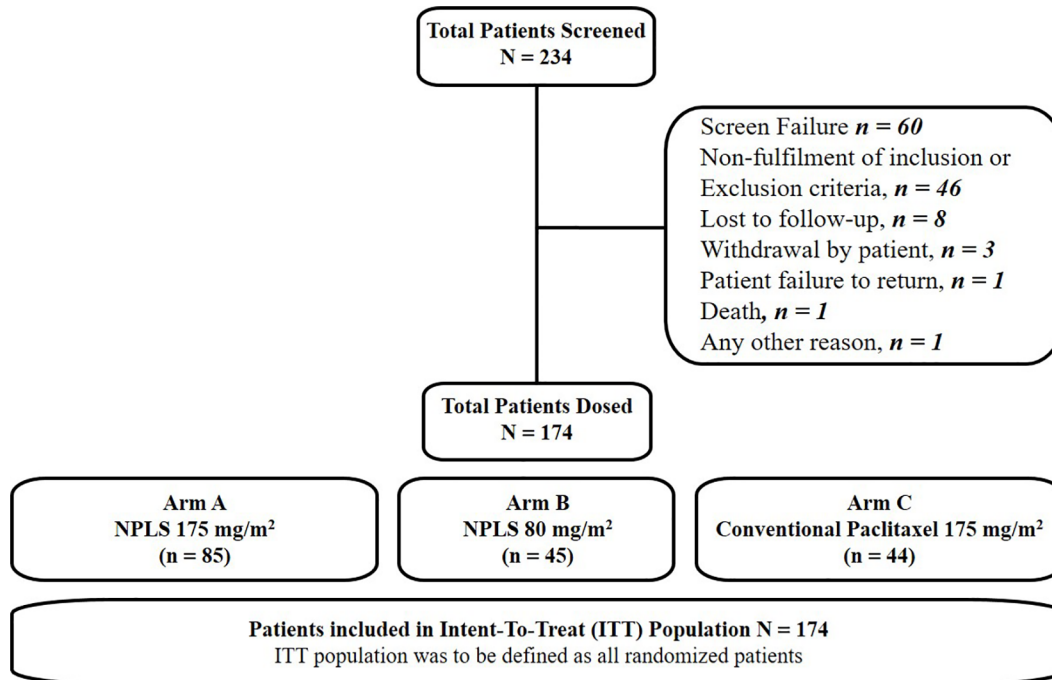 Total Patients Screened
N = 234
Screen Failure n = 60
Non-fulfilment of inclusion or
Exclusion criteria, n = 46
Lost to follow-up, n = 8
Withdrawal by patient, n = 3
Patient failure to return, n = 1
Death, n = 1
Any other reason, n = 1
Total Patients Dosed
N = 174
Arm A
NPLS 175 mg/m²
(n = 85)
Arm B
NPLS 80 mg/m²
(n = 45)
Arm C
Conventional Paclitaxel 175 mg/m²
(n = 44)
Patients included in Intent-To-Treat (ITT) Population N = 174
ITT population was to be defined as all randomized patients